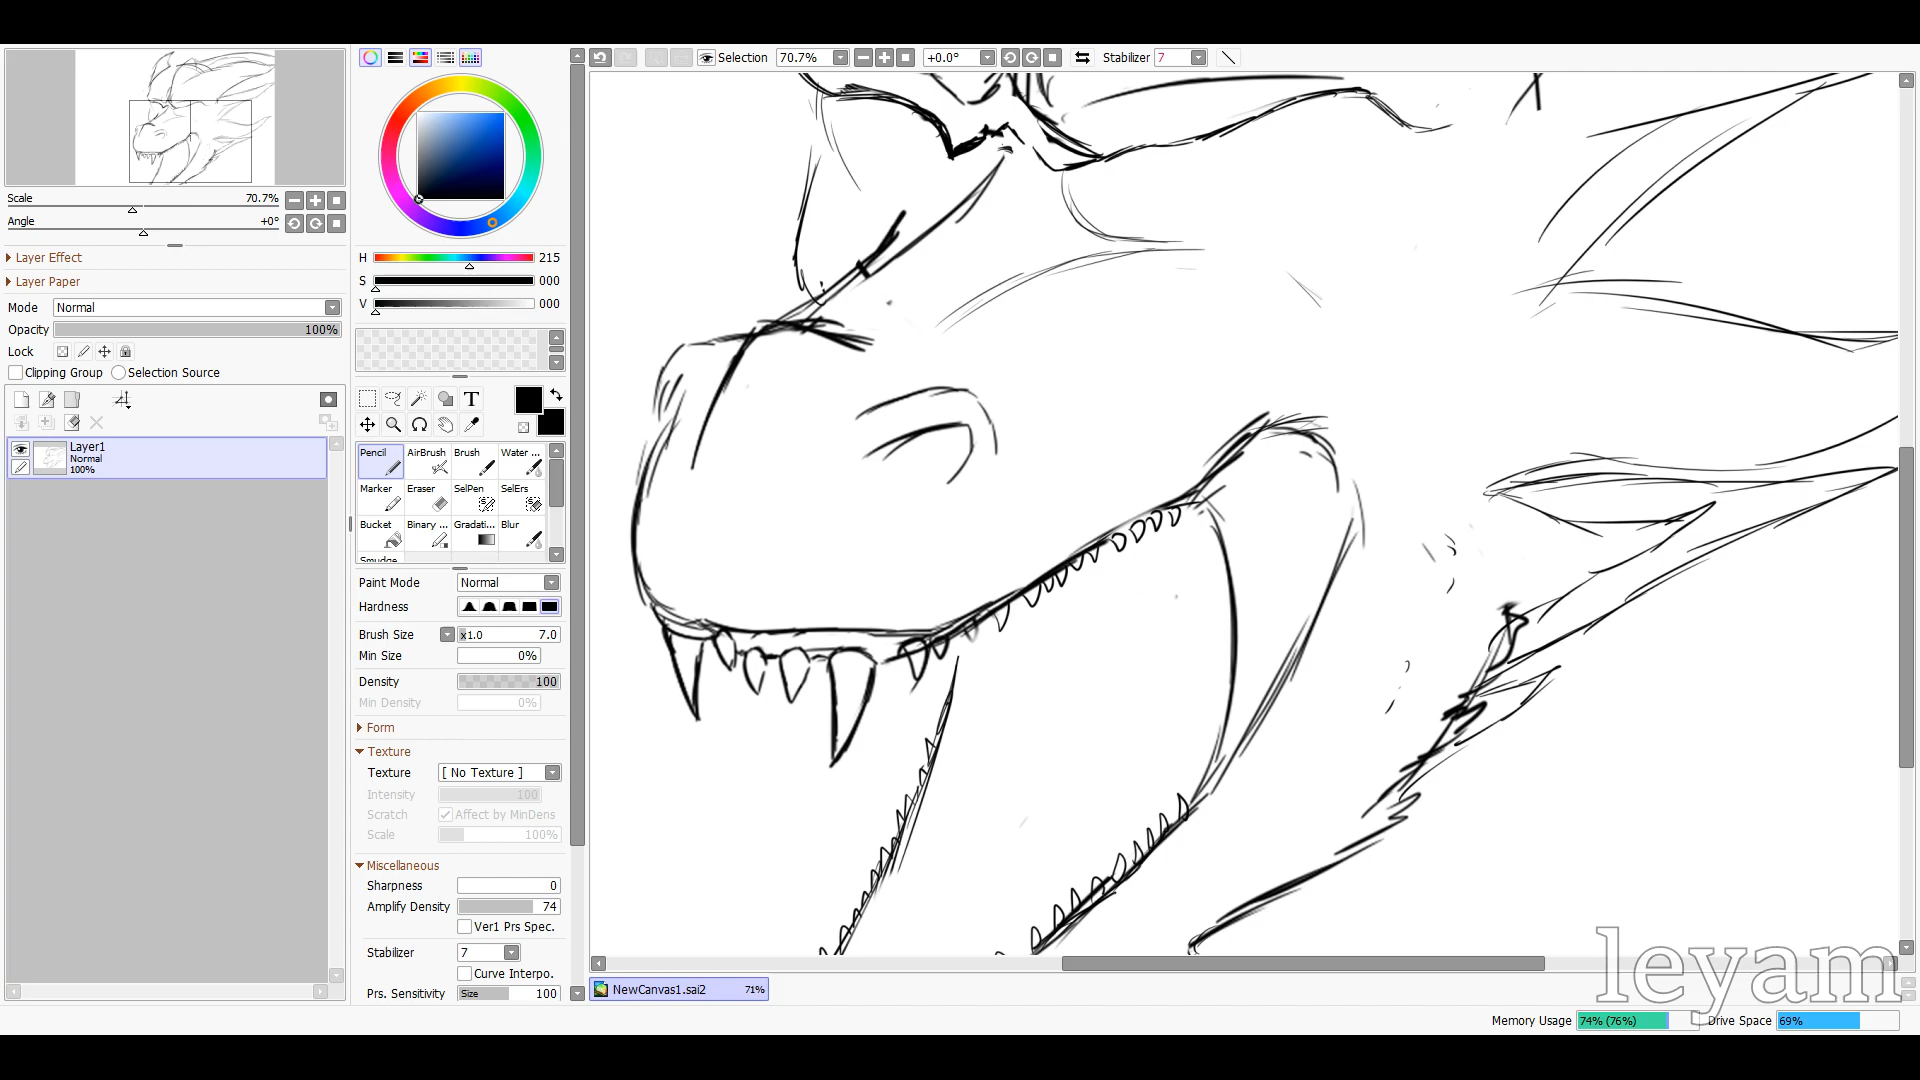 Selection 70.7% +0.0° Stabilizer 7
Scale 70.7%
Angle +0°
Layer Effect
Layer Paper
Mode Normal
Opacity 100%
Lock
Clipping Group Selection Source
Layer1
Normal
100%
H 215
S 000
V 000
T
Pencil AirBrush Brush Water ...
Marker Eraser SelPen SelErs
Bucket Binary ... Gradati... Blur
Smudge
Paint Mode Normal
Hardness
Brush Size x1.0 7.0
Min Size 0%
Density 100
Min Density 0%
Form
Texture
Texture [ No Texture ]
Intensity 100
Scratch Affect by MinDens
Scale 100%
Miscellaneous
Sharpness 0
Amplify Density 74
Ver1 Prs Spec.
Stabilizer 7
Curve Interpo.
Prs. Sensitivity Size 100
NewCanvas1.sai2 71%
leyam
Memory Usage 74% (76%) Drive Space 69%